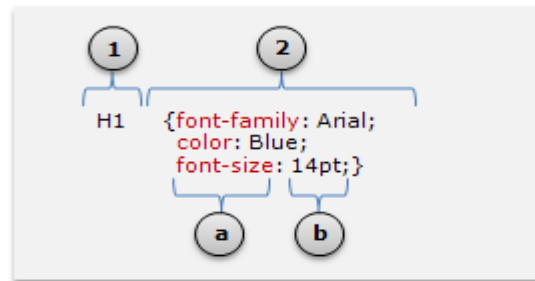 1 2
H1 {font-family: Arial;
color: Blue;
font-size: 14pt;}
a b